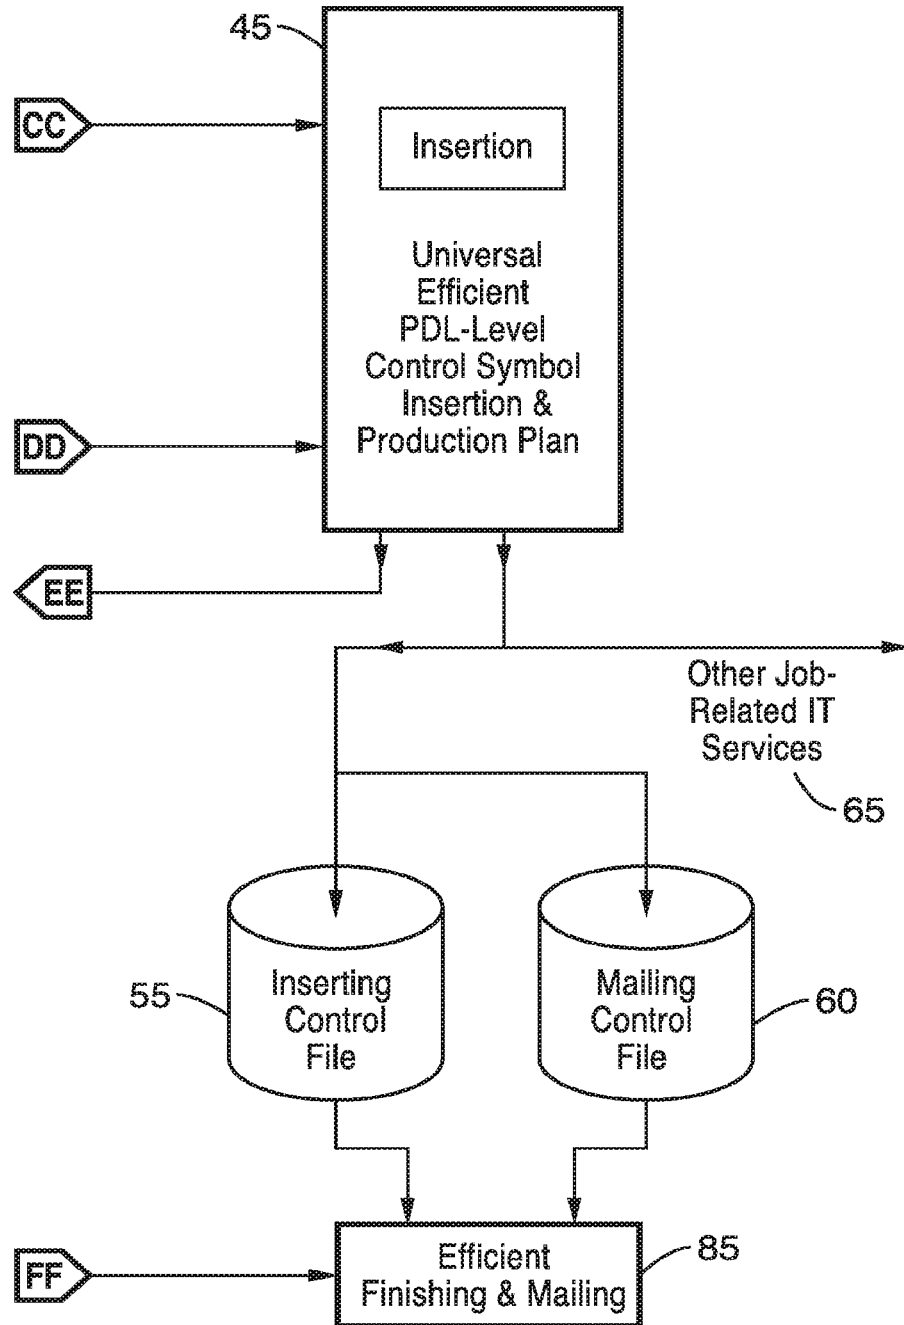 45
CC
Insertion
Universal
Efficient
PDL-Level
Control Symbol
Insertion &
Production Plan
DD
EE
Other Job-
Related IT
Services
65
Inserting
Control
File
55
Mailing
Control
File
60
FF
Efficient
Finishing & Mailing
85